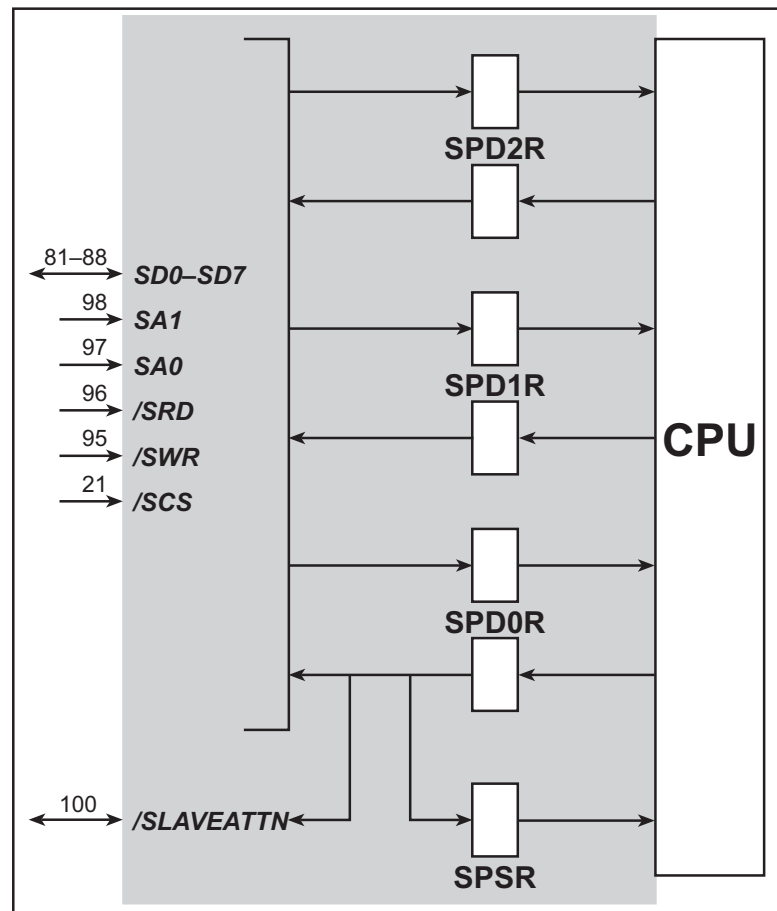 SPD2R
81–88
SD0–SD7
98
SA1
97
SA0
96
/SRD
95
/SWR
21
/SCS
SPD1R
CPU
SPD0R
100
/SLAVEATTN
SPSR